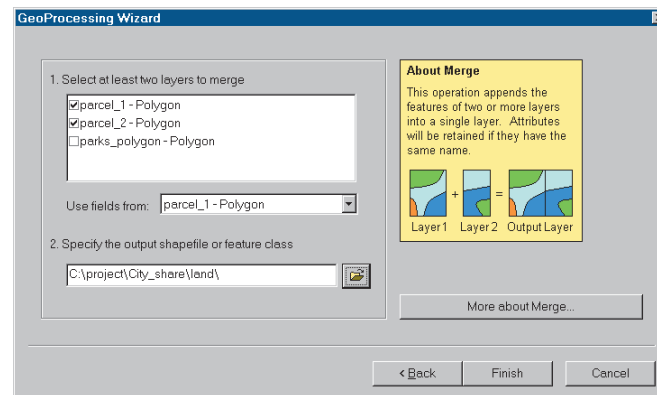 GeoProcessing Wizard
1. Select at least two layers to merge
parcel_1 - Polygon
parcel_2 - Polygon
parks_polygon - Polygon
Use fields from: parcel_1 - Polygon
2. Specify the output shapefile or feature class
C:\project\City_share\land\
About Merge
This operation appends the
features of two or more layers
into a single layer. Attributes
will be retained if they have the
same name.
+ =
Layer 1 Layer 2 Output Layer
More about Merge...
< Back Finish Cancel